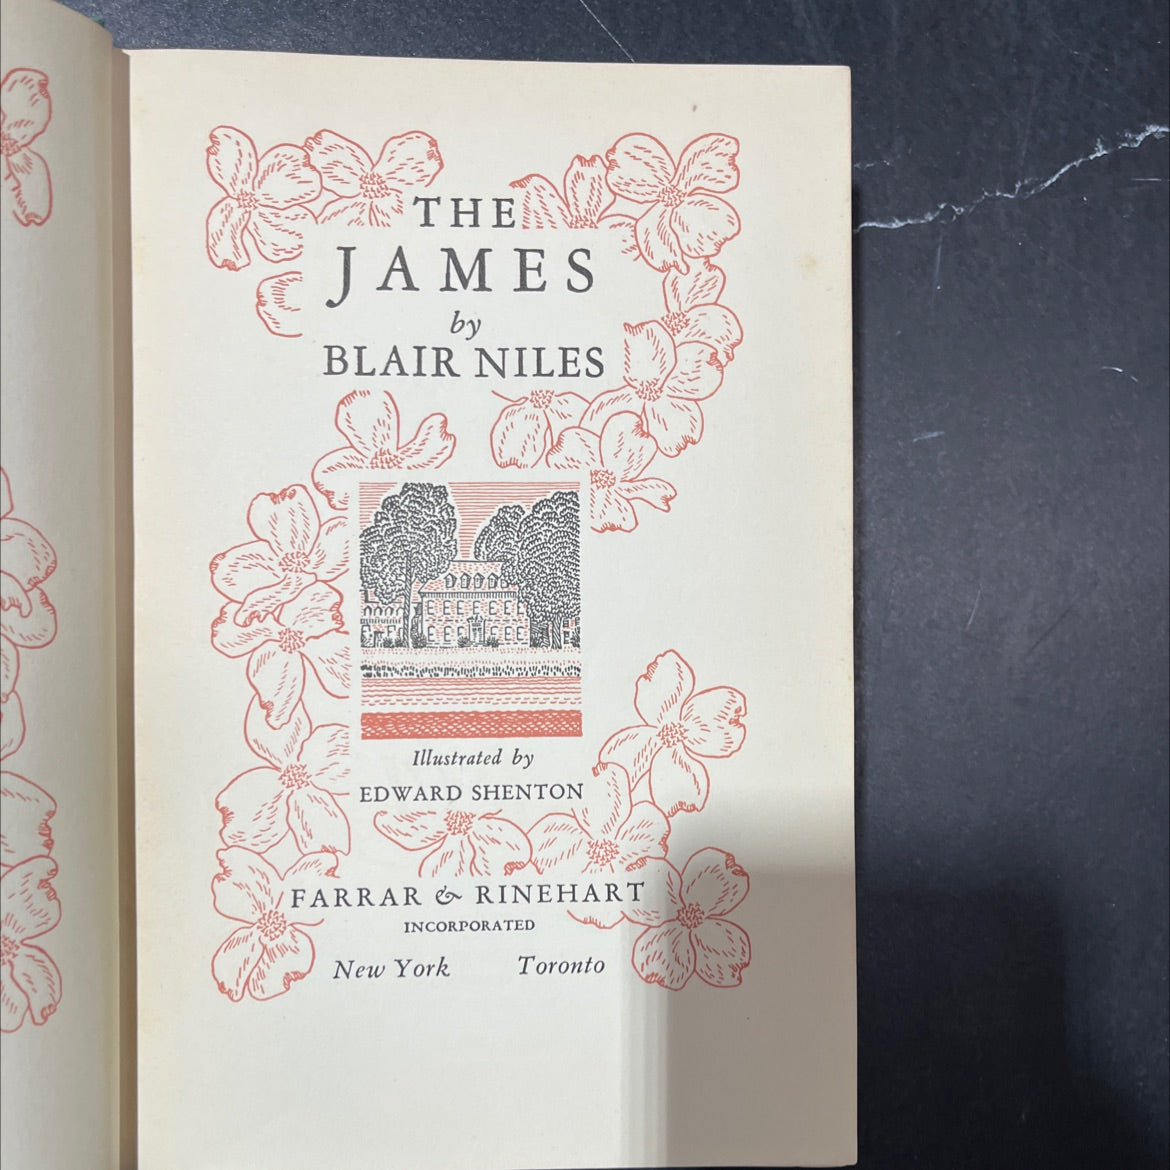 THE
JAMES
by
BLAIR NILES
Illustrated by
EDWARD SHENTON
FARRAR & RINEHART
INCORPORATED
New York Toronto